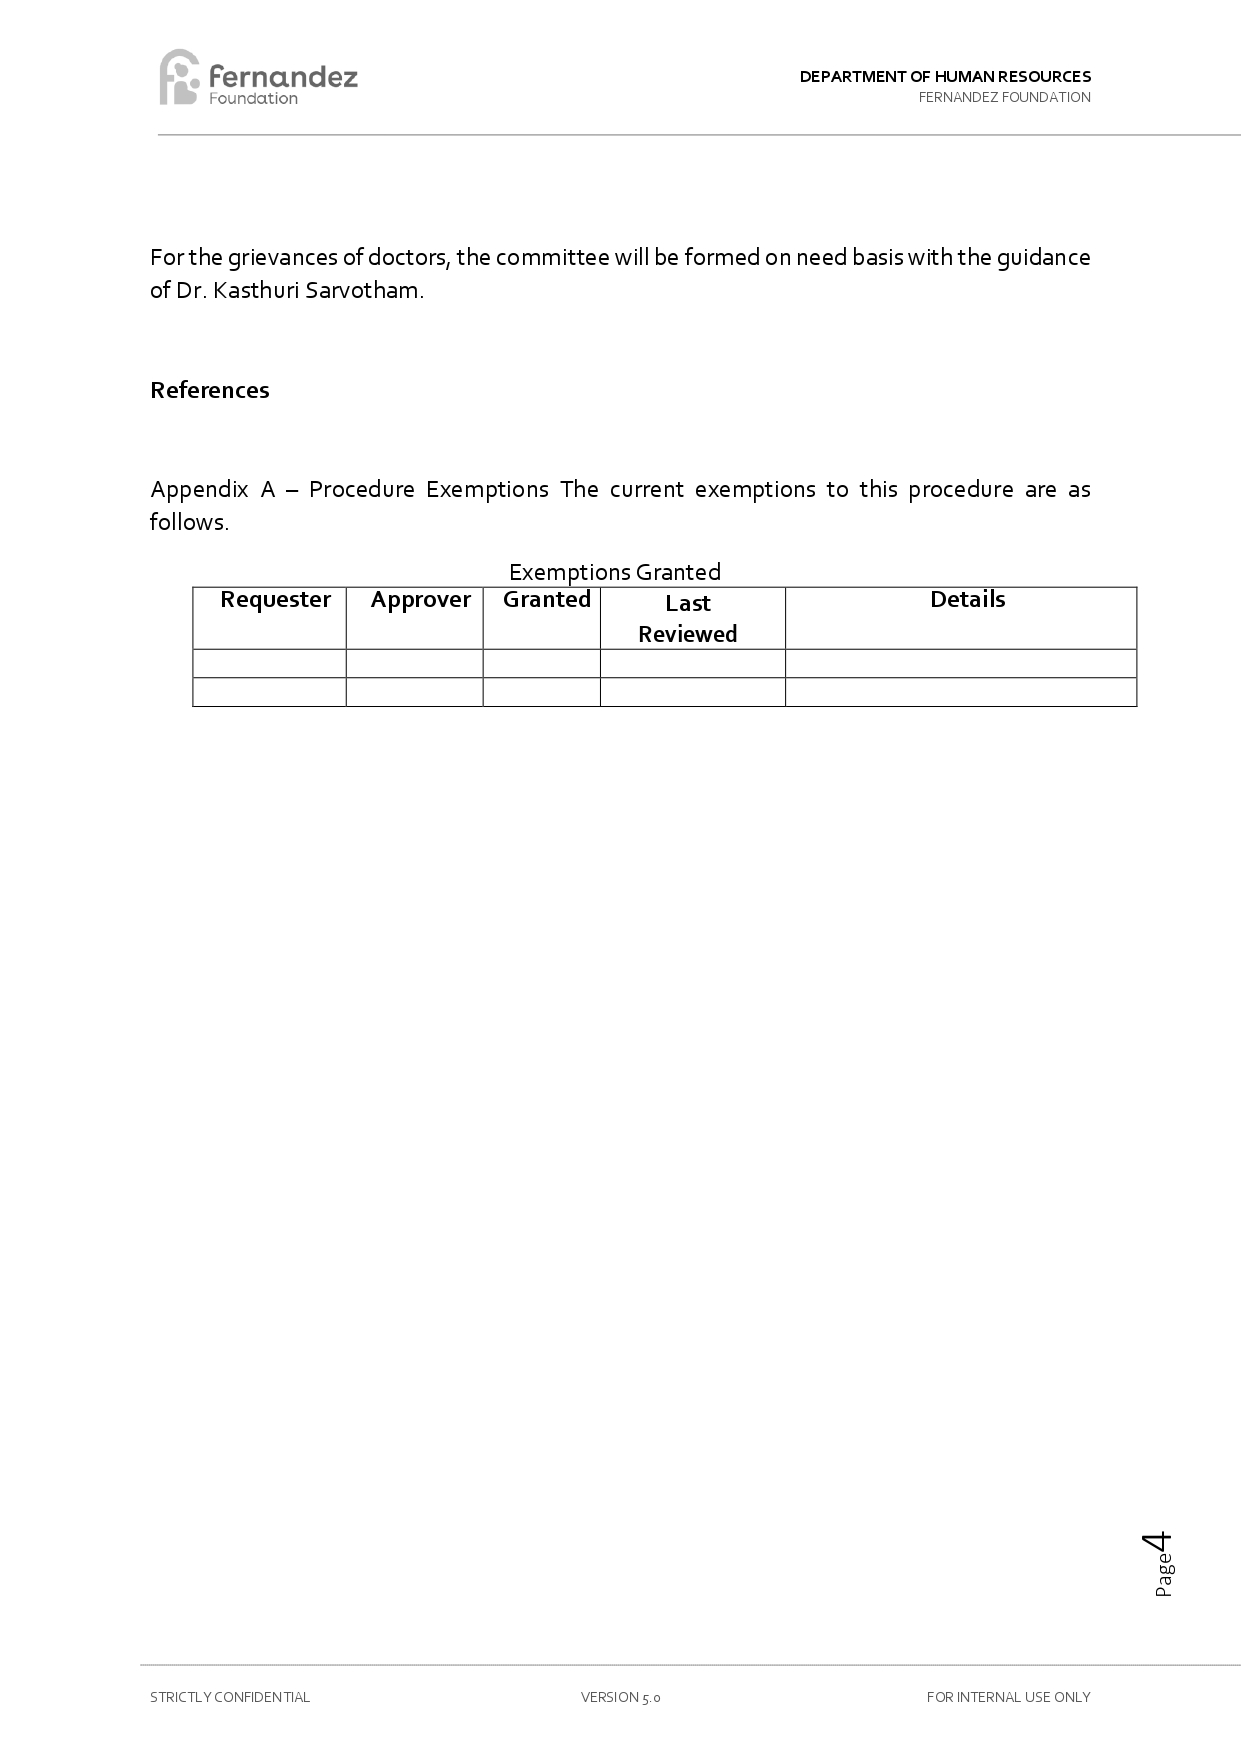 fernandez
Foundation
DEPARTMENT OF HUMAN RESOURCES
FERNANDEZ FOUNDATION
For the grievances of doctors, the committee will be formed on need basis with the guidance
of Dr. Kasthuri Sarvotham.
References
Appendix A – Procedure Exemptions The current exemptions to this procedure are as
follows.
Exemptions Granted
Requester Approver Granted Last Details
Reviewed
Page4
STRICTLY CONFIDENTIAL VERSION 5.0 FOR INTERNAL USE ONLY